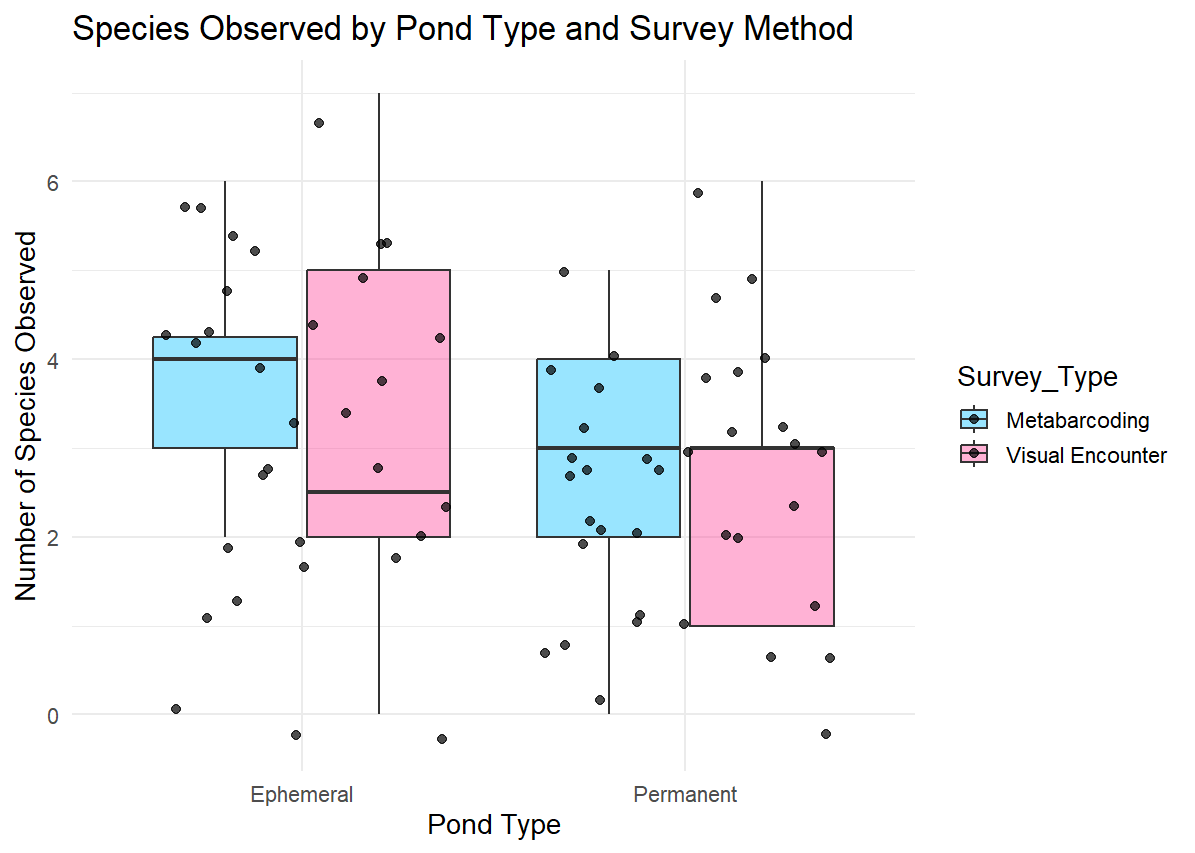 Species Observed by Pond Type and Survey Method
Number of Species Observed
6
4
2
0
Ephemeral
Permanent
Pond Type
Survey_Type
Metabarcoding
Visual Encounter